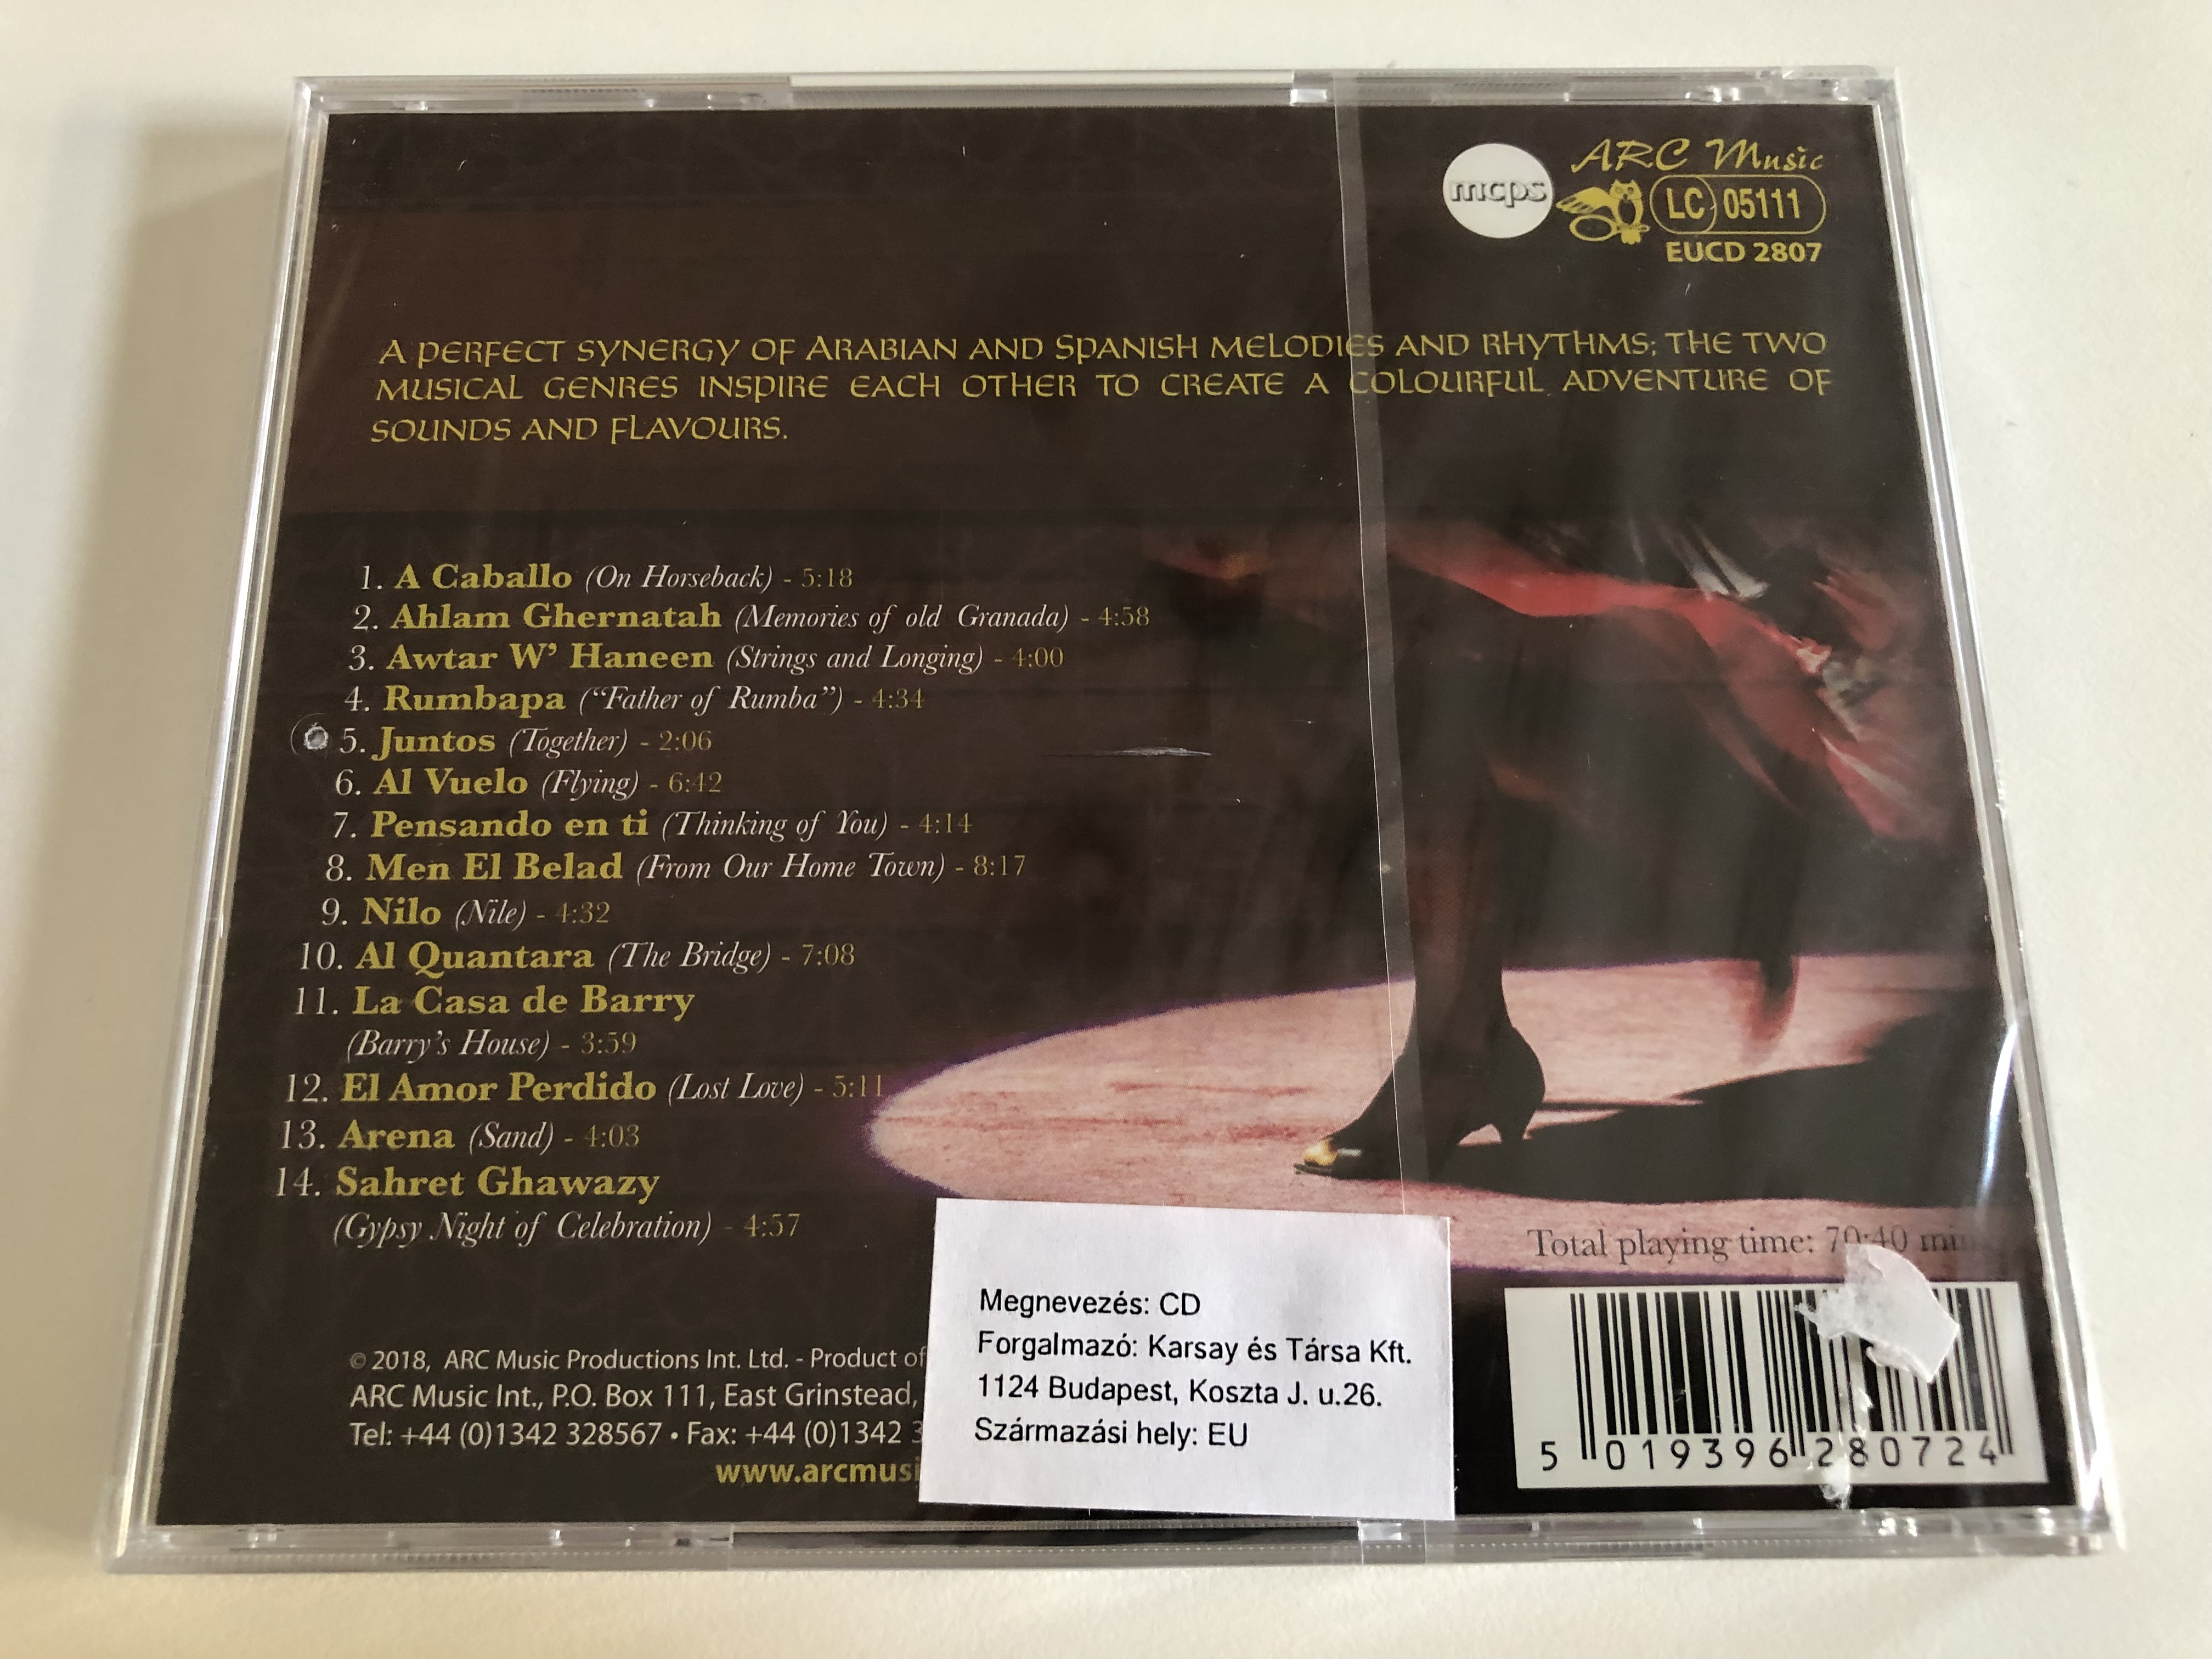 ARC Music
mcps
LC 05111
EUCD 2807
A PERFECT SYNERGY OF ARABIAN AND SPANISH MELODIES AND RHYTHMS; THE TWO
MUSICAL GENRES INSPIRE EACH OTHER TO CREATE A COLOURFUL ADVENTURE OF
SOUNDS AND FLAVOURS.
1. A Caballo (On Horseback) - 5:18
2. Ahlam Ghernatah (Memories of old Granada) - 4:58
3. Awtar W' Haneen (Strings and Longing) - 4:00
4. Rumbapa ("Father of Rumba") - 4:34
5. Juntos (Together) - 2:06
6. Al Vuelo (Flying) - 6:42
7. Pensando en ti (Thinking of You) - 4:14
8. Men El Belad (From Our Home Town) - 8:17
9. Nilo (Nile) - 4:32
10. Al Quantara (The Bridge) - 7:08
11. La Casa de Barry
(Barry's House) - 3:59
12. El Amor Perdido (Lost Love) - 5:11
13. Arena (Sand) - 4:03
14. Sahret Ghawazy
(Gypsy Night of Celebration) - 4:57
Total playing time: 70:40
© 2018, ARC Music Productions Int. Ltd. - Product of
ARC Music Int., P.O. Box 111, East Grinstead,
Tel: +44 (0)1342 328567 • Fax: +44 (0)1342
www.arcmusi
Megnevezés: CD
Forgalmazó: Karsay és Társa Kft.
1124 Budapest, Koszta J. u.26.
Származási hely: EU
5 019396 280724